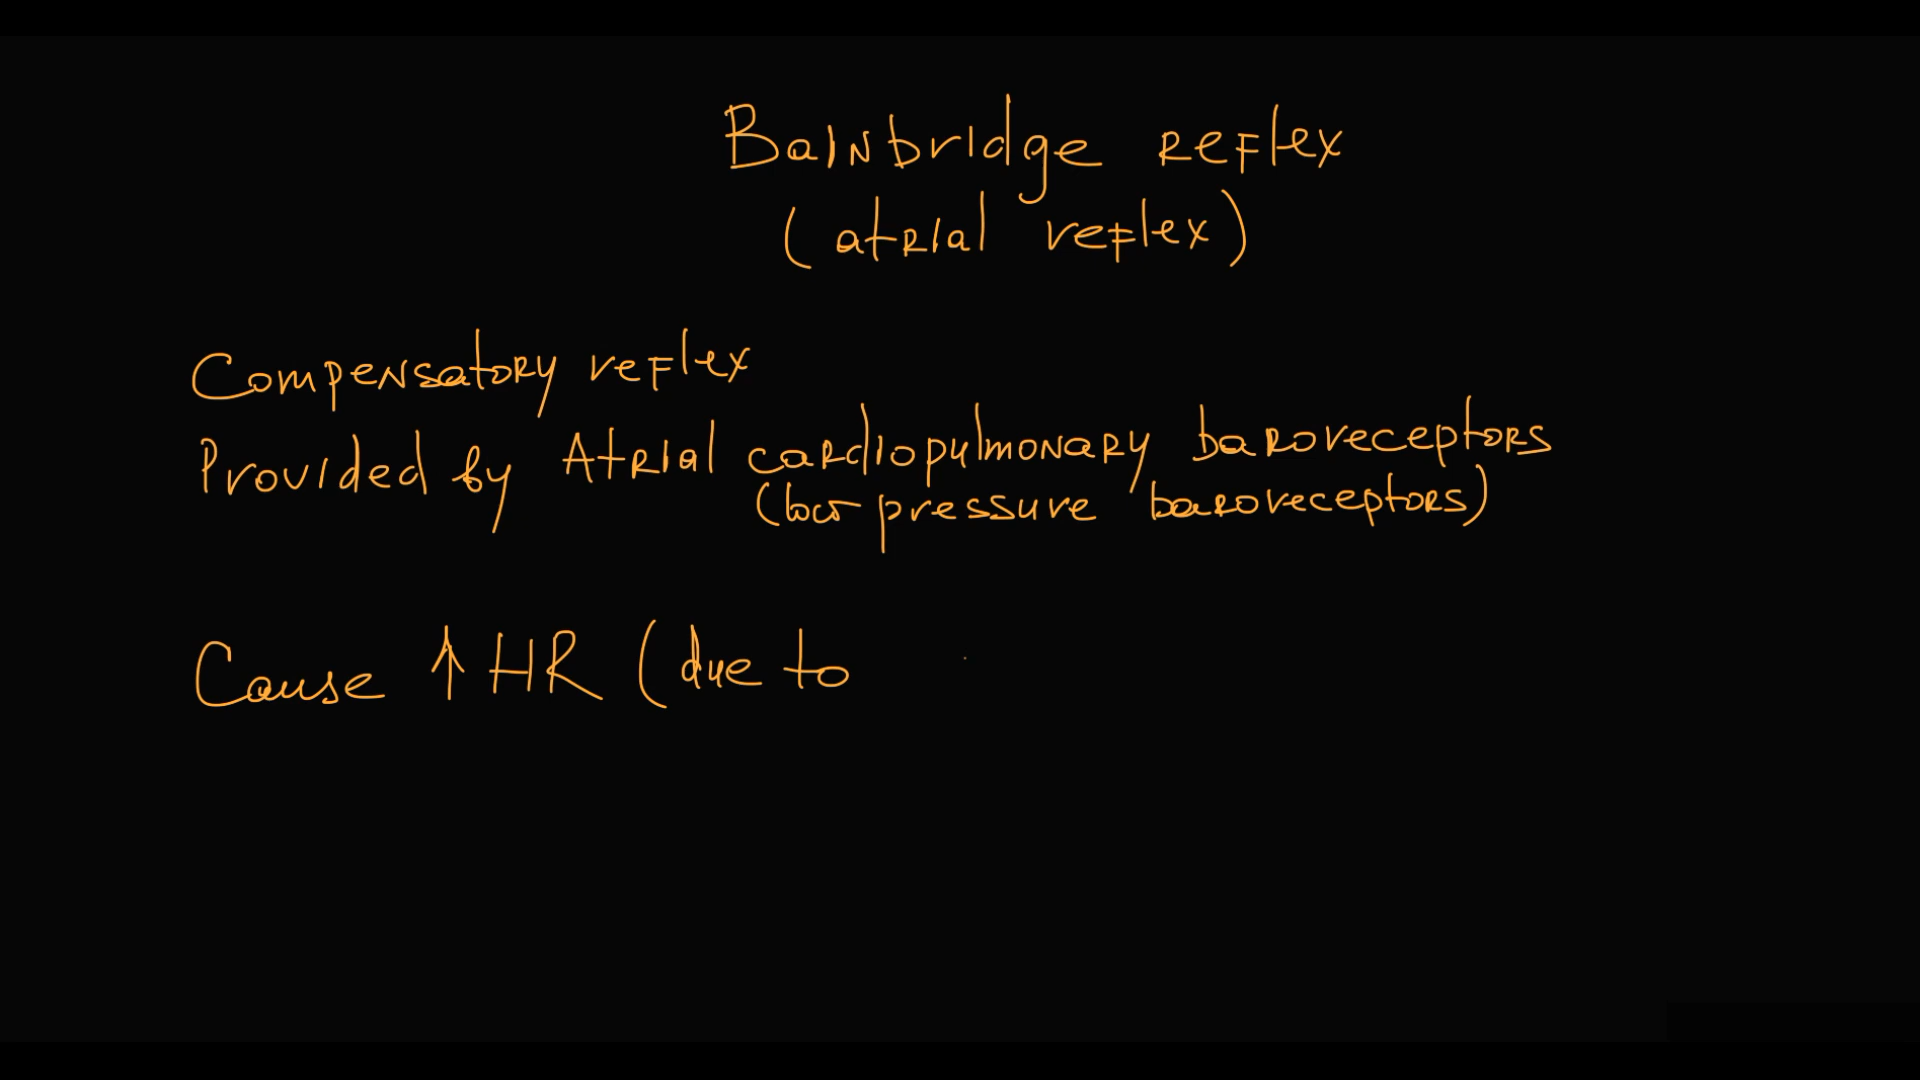 Bainbridge reflex
(atrial reflex)
Compensatory reflex
Provided by Atrial cardiopulmonary baroreceptors
(low pressure baroreceptors)
Cause ↑ HR (due to